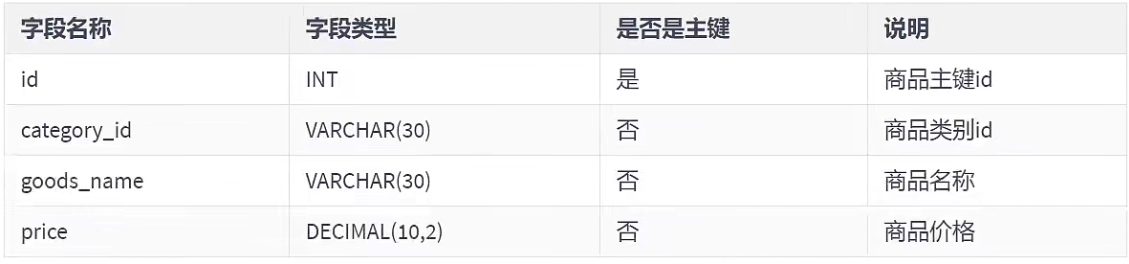 字段名称 字段类型 是否是主键 说明
id INT 是 商品主键id
category_id VARCHAR(30) 否 商品类别id
goods_name VARCHAR(30) 否 商品名称
price DECIMAL(10,2) 否 商品价格